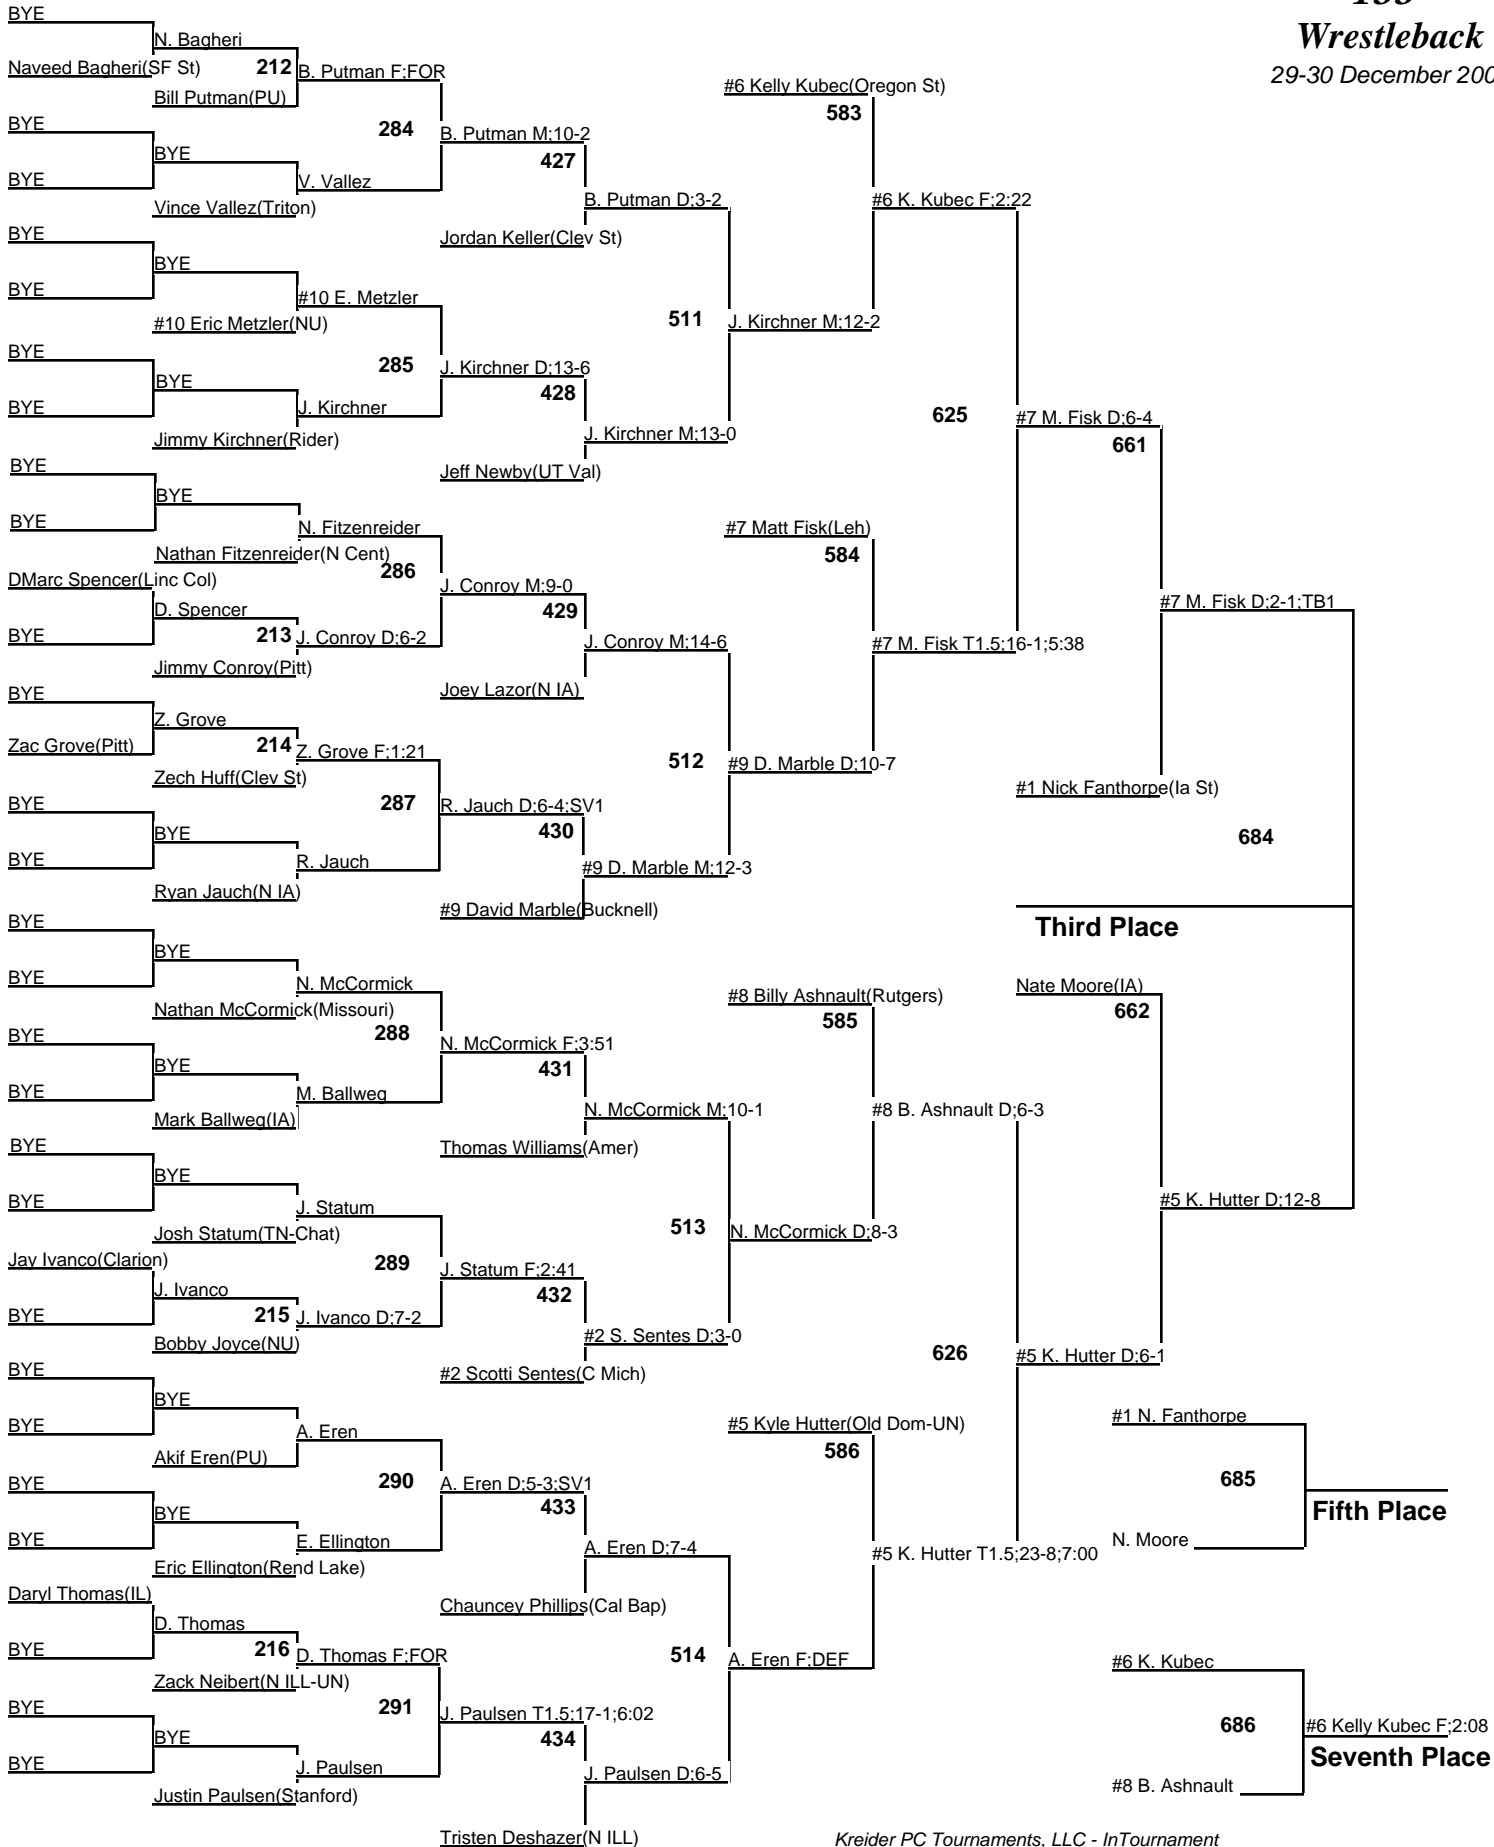 Wrestleback
BYE
N. Bagheri
Naveed Bagheri(SF St)
212
B. Putman F;FOR
Bill Putman(PU)
BYE
284
B. Putman M;10-2
BYE
427
BYE
V. Vallez
Vince Vallez(Triton)
B. Putman D;3-2
BYE
Jordan Keller(Clev St)
BYE
BYE
#10 E. Metzler
#10 Eric Metzler(NU)
511
J. Kirchner M;12-2
BYE
285
J. Kirchner D;13-6
BYE
428
BYE
J. Kirchner
Jimmy Kirchner(Rider)
J. Kirchner M;13-0
BYE
Jeff Newby(UT Val)
BYE
BYE
N. Fitzenreider
Nathan Fitzenreider(N Cent)
DMarc Spencer(Linc Col)
286
J. Conroy M;9-0
D. Spencer
429
BYE
213
J. Conroy D;6-2
J. Conroy M;14-6
Jimmy Conroy(Pitt)
BYE
Joey Lazor(N IA)
Z. Grove
Zac Grove(Pitt)
214
Z. Grove F;1:21
512
#9 D. Marble D;10-7
Zech Huff(Clev St)
BYE
287
R. Jauch D;6-4;SV1
BYE
430
BYE
R. Jauch
#9 D. Marble M;12-3
Ryan Jauch(N IA)
#9 David Marble(Bucknell)
BYE
BYE
BYE
N. McCormick
Nathan McCormick(Missouri)
BYE
288
N. McCormick F;3:51
BYE
431
BYE
M. Ballweg
Mark Ballweg(IA)
N. McCormick M;10-1
BYE
Thomas Williams(Amer)
BYE
BYE
J. Statum
Josh Statum(TN-Chat)
513
N. McCormick D;8-3
Jay Ivanco(Clarion)
289
J. Statum F;2:41
J. Ivanco
432
BYE
215
J. Ivanco D;7-2
Bobby Joyce(NU)
#2 S. Sentes D;3-0
BYE
#2 Scotti Sentes(C Mich)
BYE
BYE
A. Eren
Akif Eren(PU)
BYE
290
A. Eren D;5-3;SV1
433
BYE
BYE
E. Ellington
Eric Ellington(Rend Lake)
A. Eren D;7-4
Daryl Thomas(IL)
Chauncey Phillips(Cal Bap)
D. Thomas
BYE
216
D. Thomas F;FOR
514
A. Eren F;DEF
Zack Neibert(N ILL-UN)
BYE
291
J. Paulsen T1.5;17-1;6:02
BYE
434
BYE
J. Paulsen
J. Paulsen D;6-5
Justin Paulsen(Stanford)
Tristen Deshazer(N ILL)
#6 Kelly Kubec(Oregon St)
583
#6 K. Kubec F;2:22
625
#7 M. Fisk D;6-4
661
#7 Matt Fisk(Leh)
584
#7 M. Fisk T1.5;16-1;5:38
#7 M. Fisk D;2-1;TB1
#1 Nick Fanthorpe(Ia St)
684
Third Place
Nate Moore(IA)
#8 Billy Ashnault(Rutgers)
662
585
#8 B. Ashnault D;6-3
#5 K. Hutter D;12-8
626
#5 K. Hutter D;6-1
#5 Kyle Hutter(Old Dom-UN)
586
#5 K. Hutter T1.5;23-8;7:00
#1 N. Fanthorpe
685
Fifth Place
N. Moore
#6 K. Kubec
686
#6 Kelly Kubec F;2:08
Seventh Place
#8 B. Ashnault
Kreider PC Tournaments, LLC - InTournament